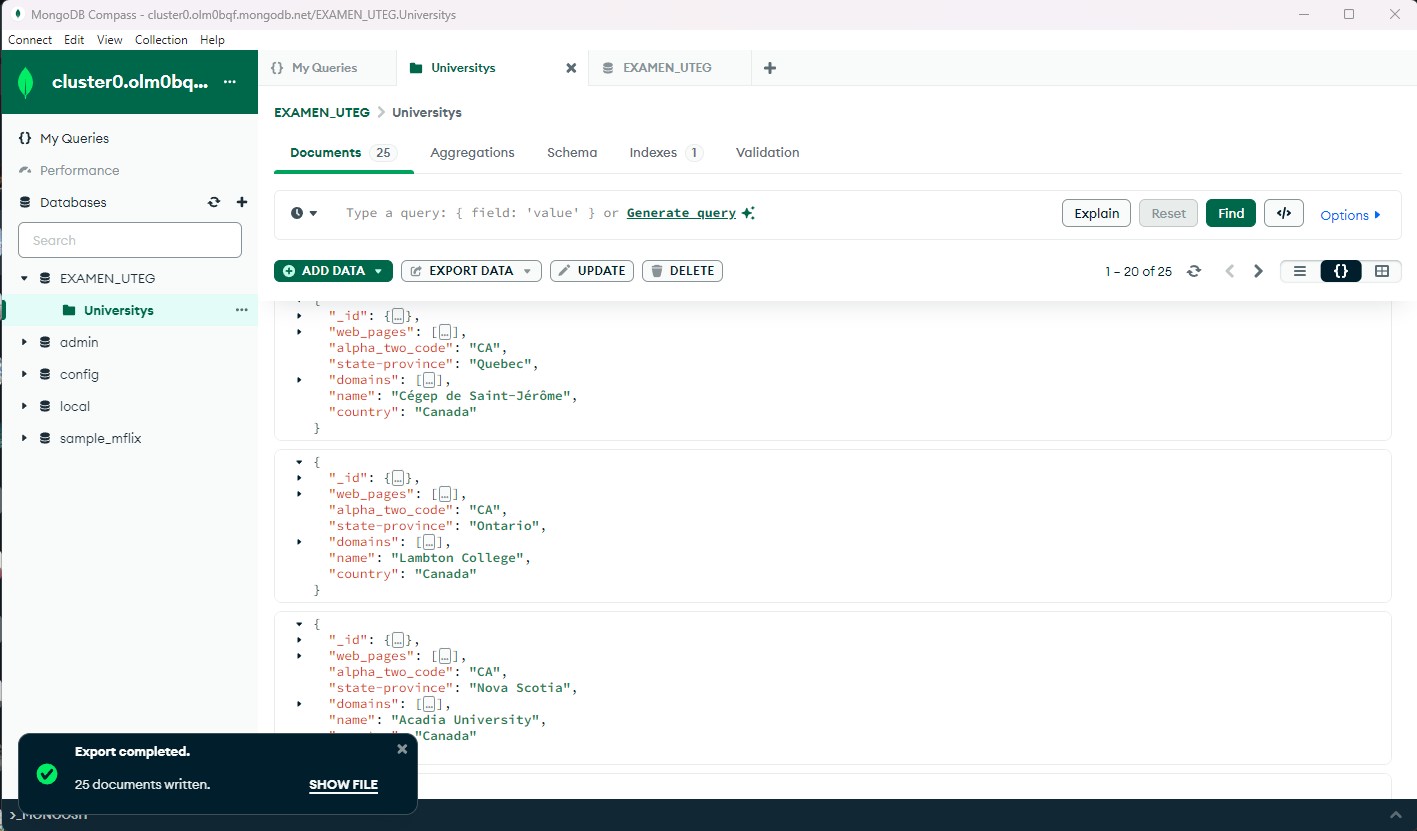 MongoDB Compass - cluster0.olm0bqf.mongodb.net/EXAMEN_UTEG.Universitys
Connect Edit View Collection Help
cluster0.olm0bq...
My Queries
Performance
Databases
Search
EXAMEN_UTEG
Universitys
admin
config
local
sample_mflix
{} My Queries Universitys EXAMEN_UTEG
EXAMEN_UTEG > Universitys
Documents 25 Aggregations Schema Indexes 1 Validation
Type a query: { field: 'value' } or Generate query Explain Reset Find </> Options
ADD DATA EXPORT DATA UPDATE DELETE 1 – 20 of 25 {}
{
"_id": {…},
"web_pages": […],
"alpha_two_code": "CA",
"state-province": "Quebec",
"domains": […],
"name": "Cégep de Saint-Jérôme",
"country": "Canada"
}
{
"_id": {…},
"web_pages": […],
"alpha_two_code": "CA",
"state-province": "Ontario",
"domains": […],
"name": "Lambton College",
"country": "Canada"
}
{
"_id": {…},
"web_pages": […],
"alpha_two_code": "CA",
"state-province": "Nova Scotia",
"domains": […],
"name": "Acadia University",
"Canada"
Export completed.
25 documents written. SHOW FILE
>_MONGOSH